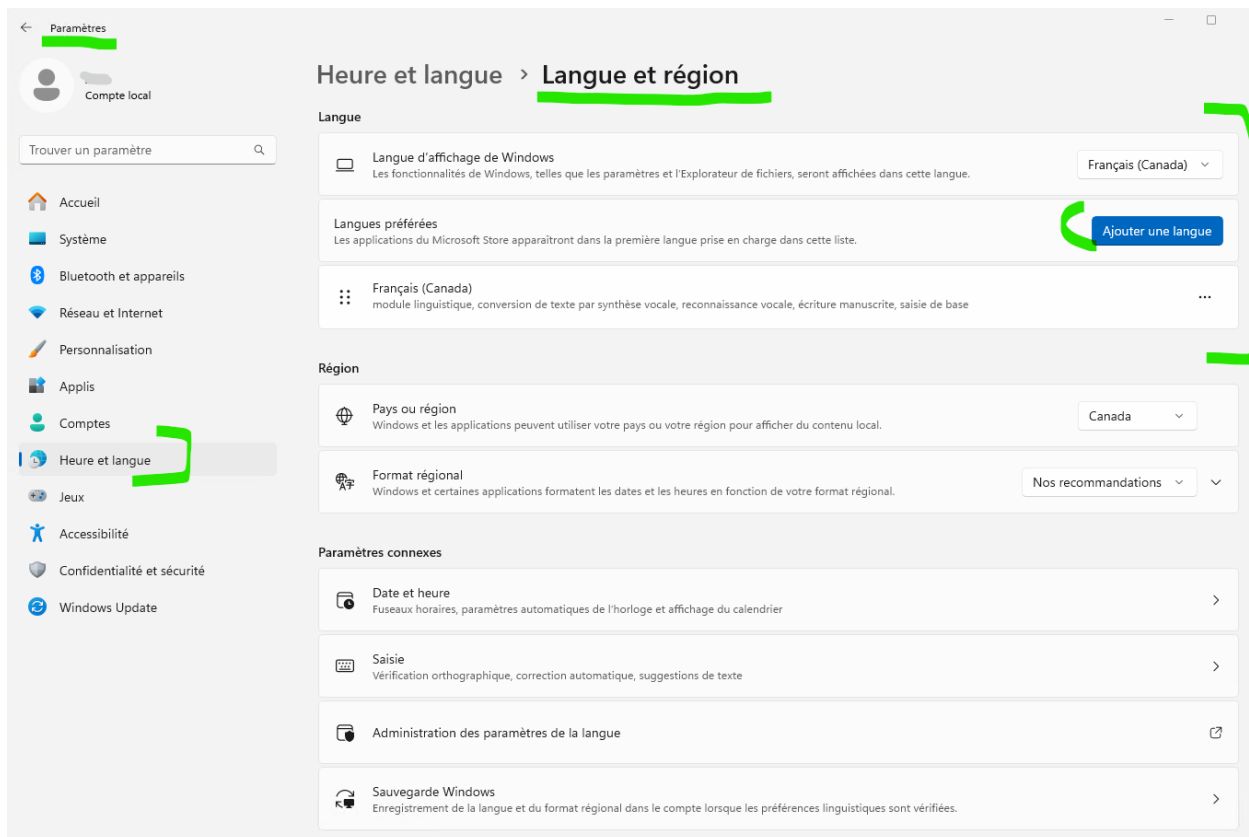 Paramètres
Compte local
Trouver un paramètre
Accueil
Système
Bluetooth et appareils
Réseau et Internet
Personnalisation
Applis
Comptes
Heure et langue
Jeux
Accessibilité
Confidentialité et sécurité
Windows Update
Heure et langue > Langue et région
Langue
Langue d'affichage de Windows
Les fonctionnalités de Windows, telles que les paramètres et l'Explorateur de fichiers, seront affichées dans cette langue.
Français (Canada)
Langues préférées
Les applications du Microsoft Store apparaîtront dans la première langue prise en charge dans cette liste.
Ajouter une langue
Français (Canada)
module linguistique, conversion de texte par synthèse vocale, reconnaissance vocale, écriture manuscrite, saisie de base
Région
Pays ou région
Windows et les applications peuvent utiliser votre pays ou votre région pour afficher du contenu local.
Canada
Format régional
Windows et certaines applications formatent les dates et les heures en fonction de votre format régional.
Nos recommandations
Paramètres connexes
Date et heure
Fuseaux horaires, paramètres automatiques de l'horloge et affichage du calendrier
Saisie
Vérification orthographique, correction automatique, suggestions de texte
Administration des paramètres de la langue
Sauvegarde Windows
Enregistrement de la langue et du format régional dans le compte lorsque les préférences linguistiques sont vérifiées.